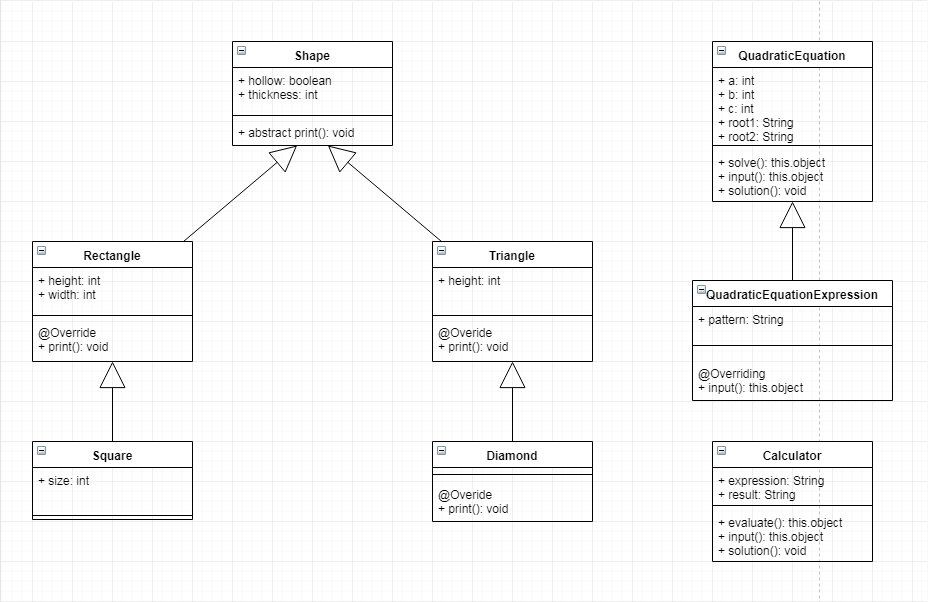 Shape
+ hollow: boolean
+ thickness: int
+ abstract print(): void
QuadraticEquation
+ a: int
+ b: int
+ c: int
+ root1: String
+ root2: String
+ solve(): this.object
+ input(): this.object
+ solution(): void
Rectangle
+ height: int
+ width: int
@Override
+ print(): void
Triangle
+ height: int
@Overide
+ print(): void
QuadraticEquationExpression
+ pattern: String
@Overriding
+ input(): this.object
Square
+ size: int
Diamond
@Overide
+ print(): void
Calculator
+ expression: String
+ result: String
+ evaluate(): this.object
+ input(): this.object
+ solution(): void